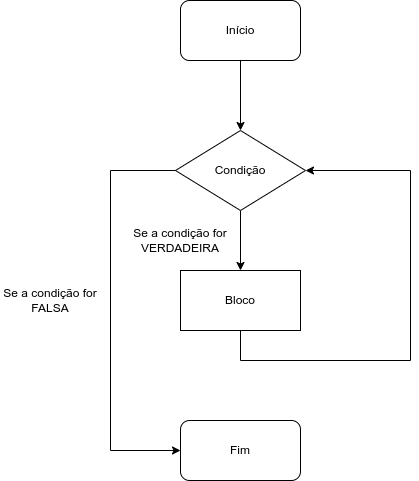 Início
Condição
Se a condição for
VERDADEIRA
Se a condição for
FALSA
Bloco
Fim